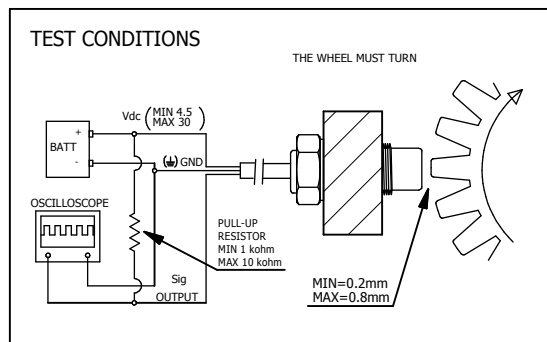 TEST CONDITIONS
THE WHEEL MUST TURN
Vdc (MIN 4.5
MAX 30)
+
BATT
-
(⏚) GND
OSCILLOSCOPE
PULL-UP
RESISTOR
MIN 1 kohm
MAX 10 kohm
Sig
OUTPUT
MIN=0.2mm
MAX=0.8mm